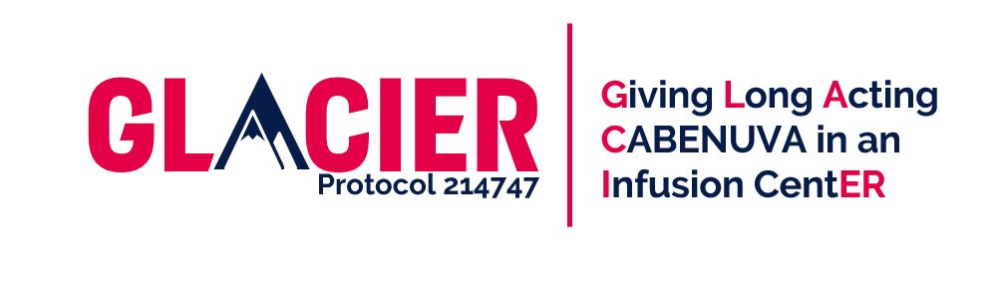 GLACIER
Protocol 214747
Giving Long Acting
CABENUVA in an
Infusion CentER